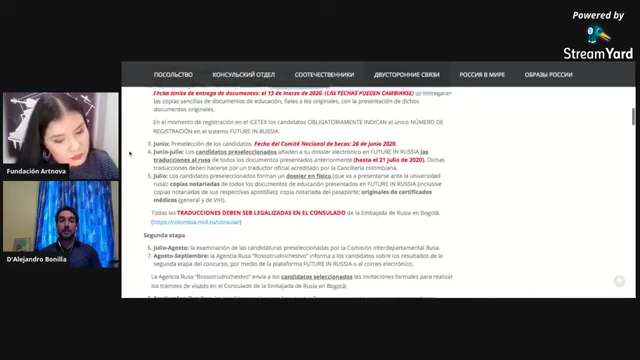 Powered by
StreamYard
ПОСОЛЬСТВО КОНСУЛЬСКИЙ ОТДЕЛ СООТЕЧЕСТВЕННИКИ ДВУСТОРОННИЕ СВЯЗИ РОССИЯ В МИРЕ ОБРАЗЫ РОССИИ
Fecha límite de entrega de documentos: el 13 de marzo de 2020 (LAS FECHAS PUEDEN CAMBIARSE)
las copias sencillas de documentos de educación, fieles a los originales, con la presentación de dichos
documentos originales.
En el momento de registración en el ICETEX los candidatos OBLIGATORIAMENTE INDICAN el único NÚMERO de
REGISTRACIÓN en el sistema FUTURE IN RUSSIA.
3. Junio: Preselección de los candidatos. Fecha del Comité Nacional de becas: 26 de junio 2020.
4. Junio-julio: Los candidatos preseleccionados añaden a su dossier electrónico en FUTURE IN RUSSIA las
traducciones al ruso de todos los documentos presentados anteriormente (hasta el 21 julio de 2020). Dichas
traducciones deben hacerse por un traductor oficial acreditado por la Cancillería colombiana.
5. Julio: Los candidatos preseleccionados forman un dossier en físico (que va a presentarse ante la universidad
rusa): copias notariadas de todos los documentos de educación presentados en FUTURE IN RUSSIA (inclusive
copias notariadas de sus respectivas apostillas); copia notariada del pasaporte; originales de certificados
médicos (general y de VIH).
Todas las TRADUCCIONES DEBEN SER LEGALIZADAS EN EL CONSULADO de la Embajada de Rusia en Bogotá.
(https://colombia.mid.ru/consular)
Segunda etapa
6. Julio-Agosto: la examinación de las candidaturas preseleccionadas por la Comisión Interdepartamental Rusa.
7. Agosto-Septiembre: la Agencia Rusa "Rossotrudnichestvo" informa a los candidatos sobre los resultados de la
segunda etapa del concurso, por medio de la plataforma FUTURE IN RUSSIA o el correo electrónico;
La Agencia Rusa "Rossotrudnichestvo" envía a los candidatos seleccionados las invitaciones formales para realizar
los trámites de visado en el Consulado de la Embajada de Rusia en Bogotá;
Fundación Artnova
D'Alejandro Bonilla